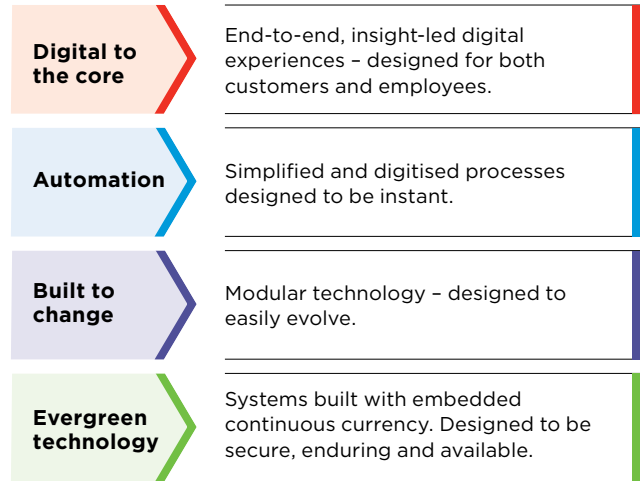 Digital to
the core
End-to-end, insight-led digital
experiences – designed for both
customers and employees.
Automation
Simplified and digitised processes
designed to be instant.
Built to
change
Modular technology – designed to
easily evolve.
Evergreen
technology
Systems built with embedded
continuous currency. Designed to be
secure, enduring and available.